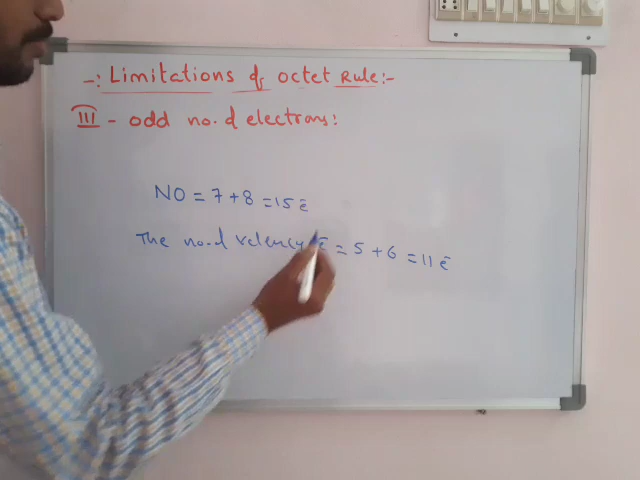 -: Limitations of octet Rule:-
III - odd no. of electrons:
NO = 7 + 8 = 15 ē
The no. of valency ē = 5 + 6 = 11 ē